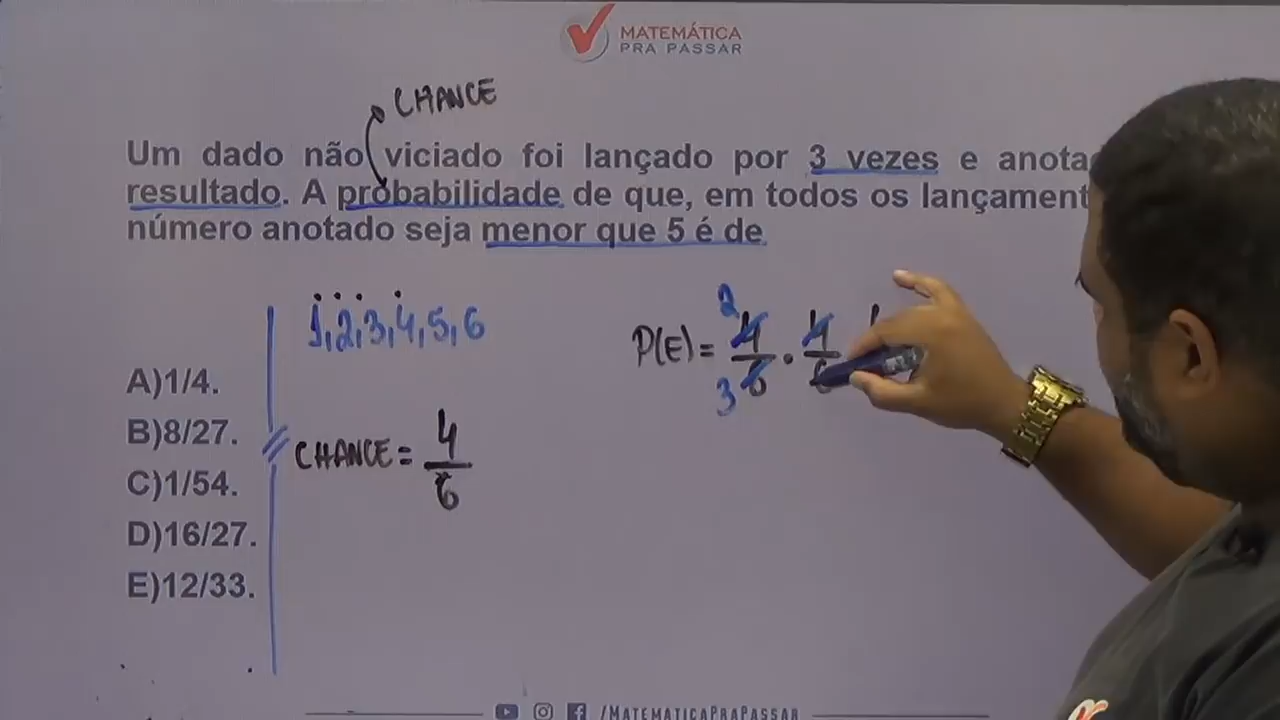 MATEMÁTICA
PRA PASSAR
CHANCE
Um dado não viciado foi lançado por 3 vezes e
resultado. A probabilidade de que, em todos os
número anotado seja menor que 5 é de
1, 2, 3, 4, 5, 6
2
P(E) = 4/6 . 4/6
3
A)1/4.
B)8/27.
CHANCE = 4/6
C)1/54.
D)16/27.
E)12/33.
/MATEMATICAPRAPASSAR